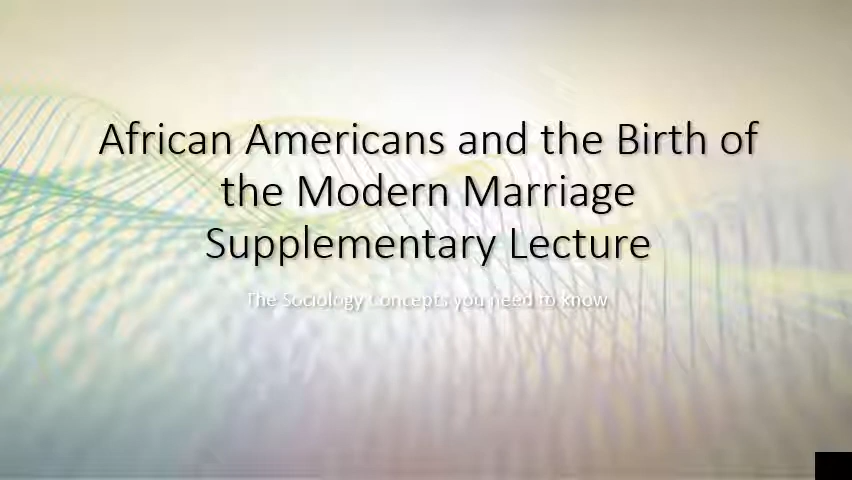 African Americans and the Birth of
the Modern Marriage
Supplementary Lecture
The Sociology Concepts you need to know